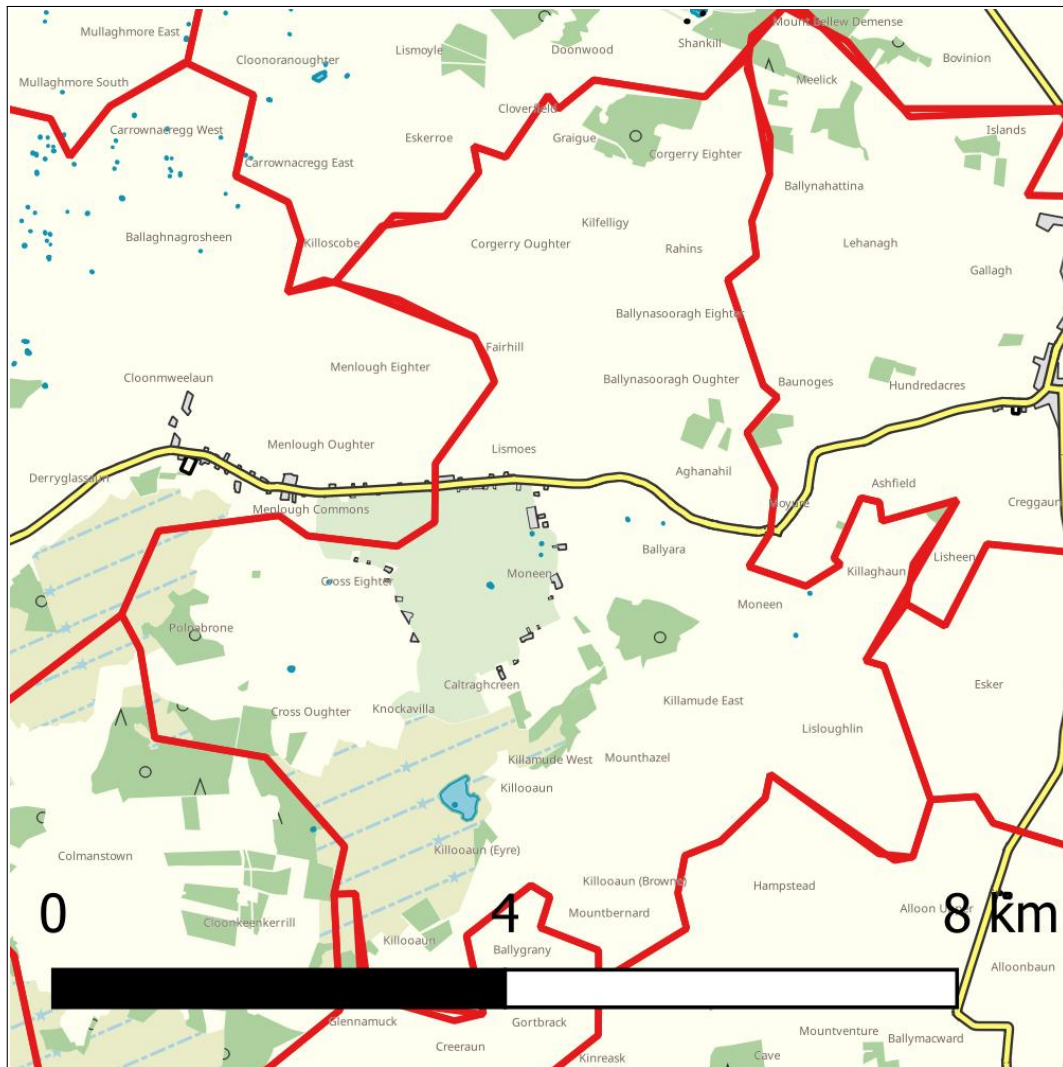 Mount Bellew Demense
Mullaghmore East
Shankill
Lismoyle
Doonwood
Cloonoranoughter
Bovinion
Meelick
Mullaghmore South
Cloverfield
Carrownacregg West
Islands
Eskerroe
Graigue
Corgerry Eighter
Carrownacregg East
Ballynahattina
Kilfelligy
Ballaghnagrosheen
Killoscobe
Corgerry Oughter
Rahins
Lehanagh
Gallagh
Ballynasooragh Eighter
Fairhill
Menlough Eighter
Cloonmweelaun
Ballynasooragh Oughter
Baunoges
Hundredacres
Menlough Oughter
Lismoes
Aghanahil
Derryglassaun
Ashfield
Menlough Commons
Moyure
Creggaun
Ballyara
Lisheen
Cross Eighter
Moneen
Killaghaun
Moneen
Polnabrone
Caltraghcreen
Esker
Killamude East
Cross Oughter
Knockavilla
Lisloughlin
Killamude West
Mounthazel
Killooaun
Killooaun (Eyre)
Colmanstown
Killooaun (Browne)
Hampstead
0
4
8 km
Cloonkeenkerrill
Mountbernard
Killooaun
Ballygrany
Alloonbaun
Glennamuck
Gortbrack
Mountventure
Ballymacward
Creeraun
Kinreask
Cave